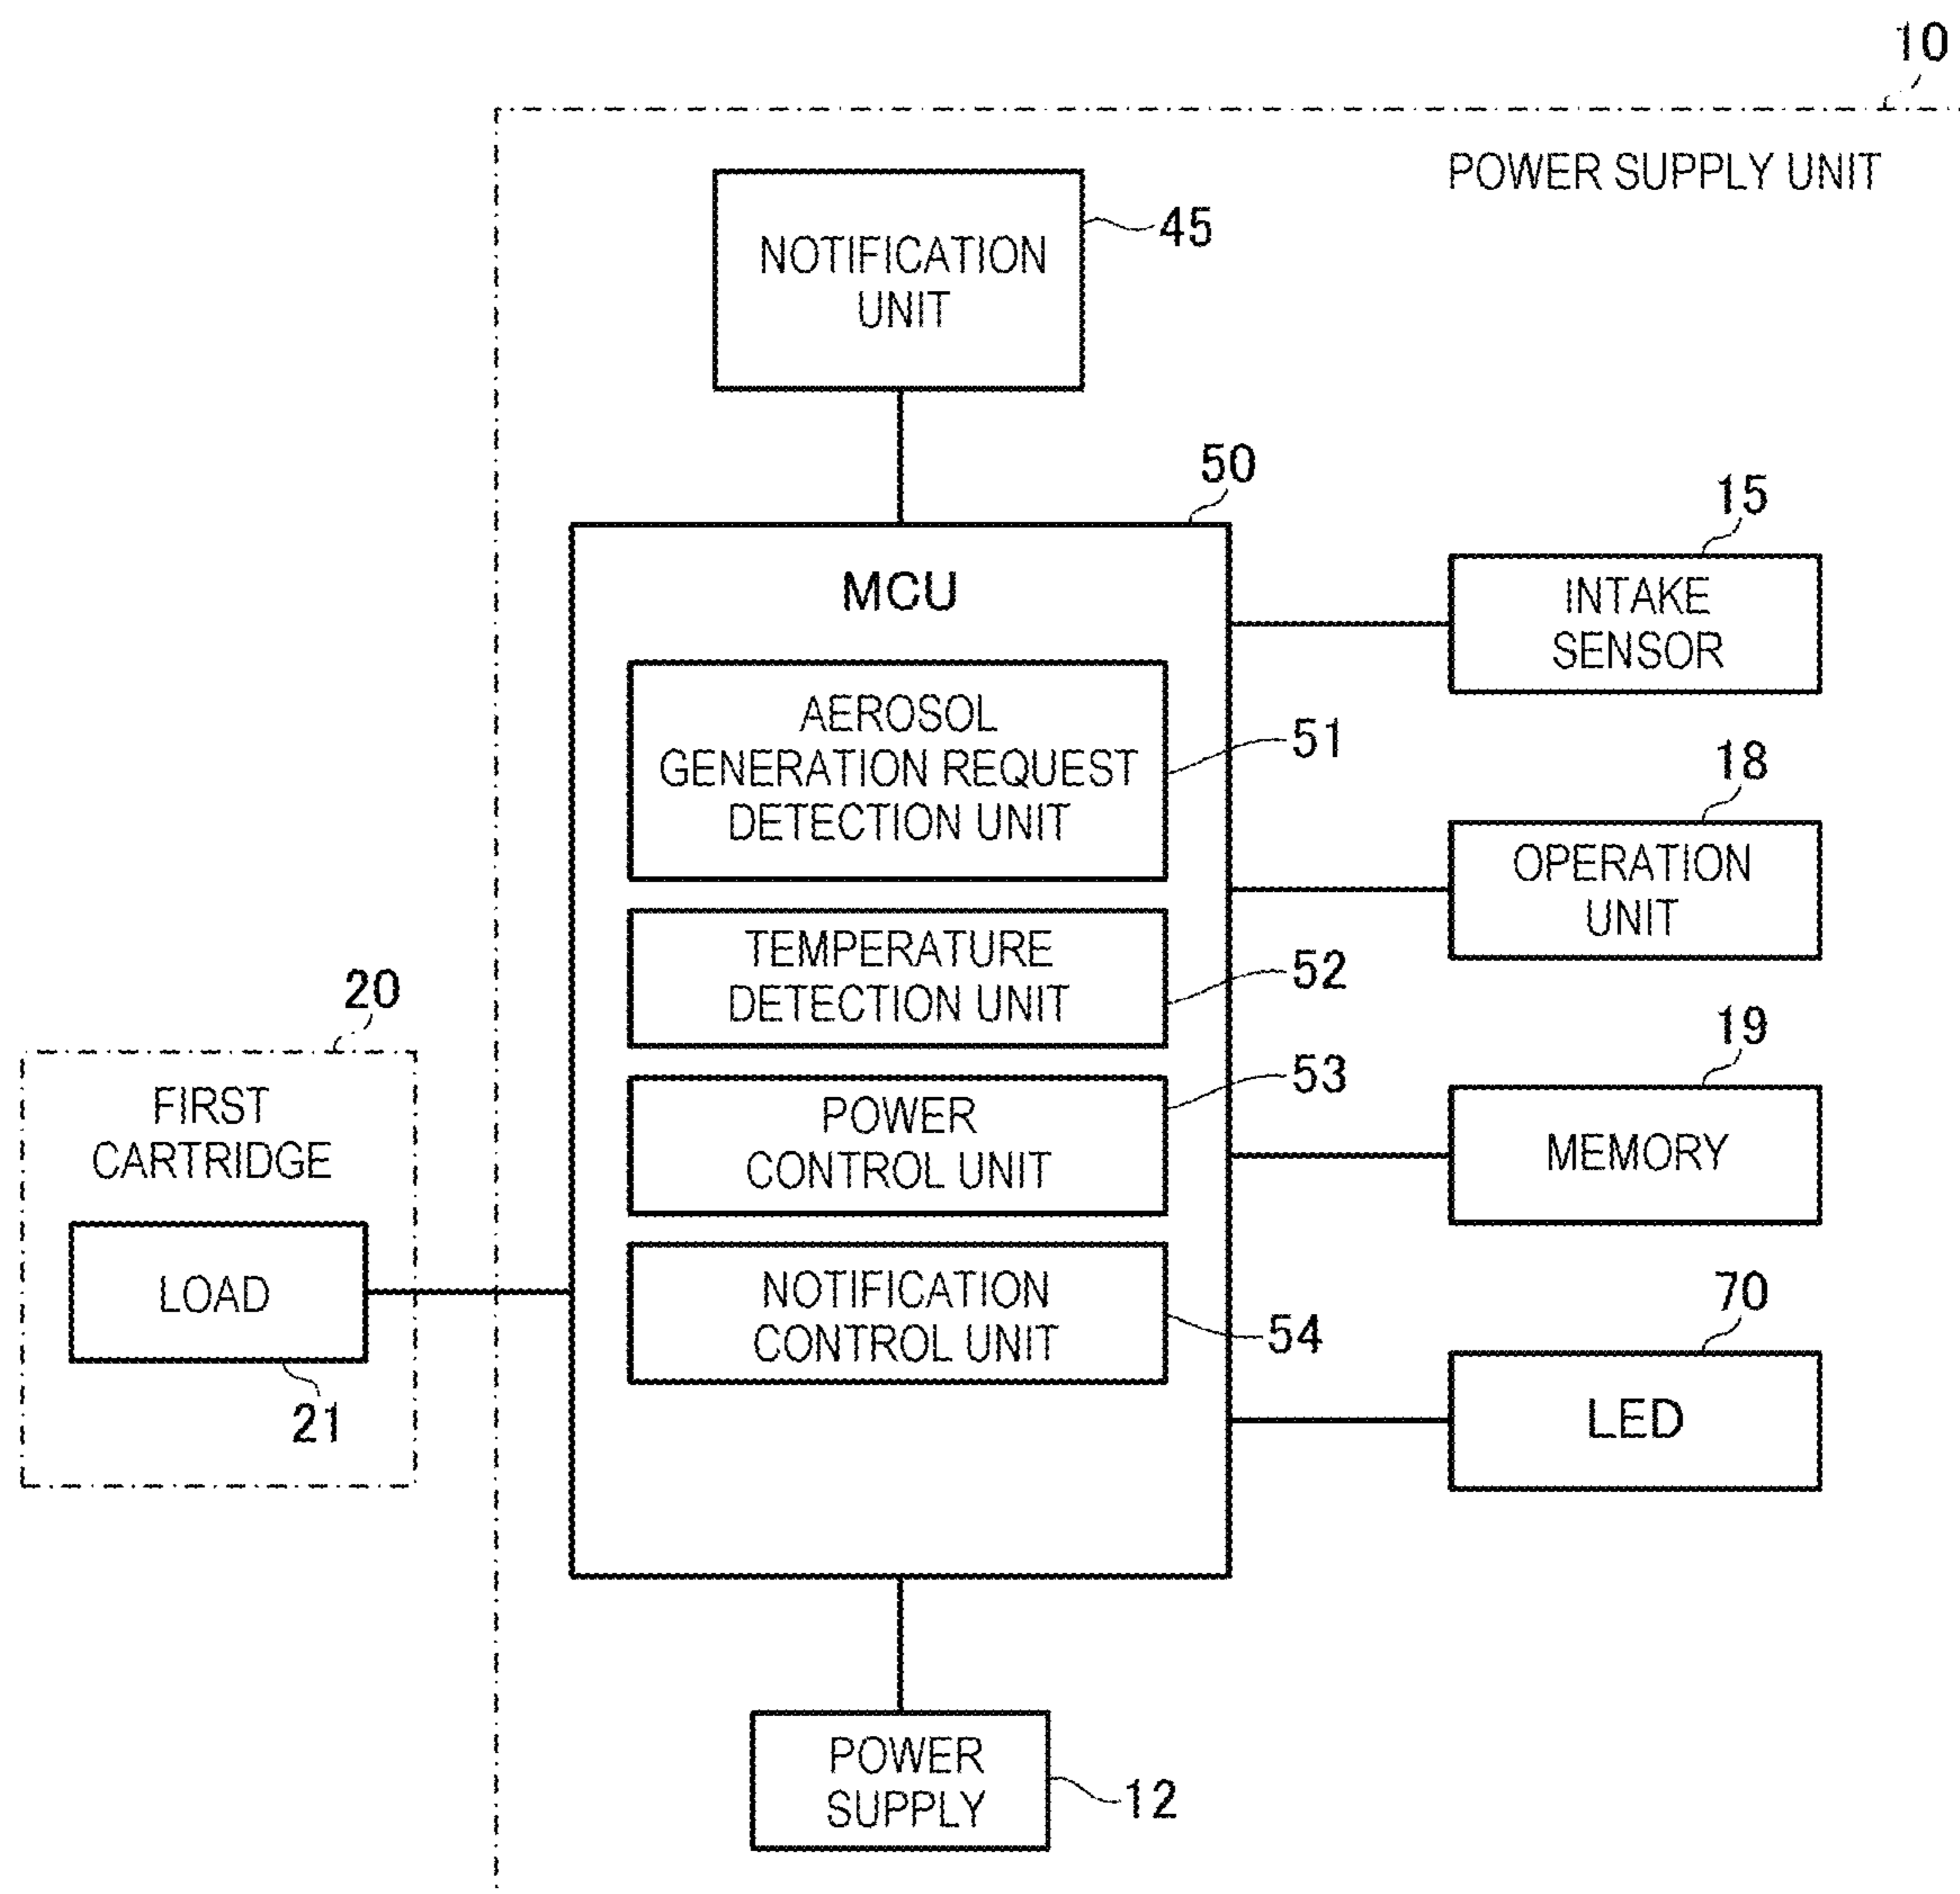 10
POWER SUPPLY UNIT
NOTIFICATION
UNIT
45
50
MCU
15
INTAKE
SENSOR
AEROSOL
GENERATION REQUEST
DETECTION UNIT
51
18
OPERATION
UNIT
TEMPERATURE
DETECTION UNIT
52
20
FIRST
CARTRIDGE
19
MEMORY
53
POWER
CONTROL UNIT
LOAD
21
NOTIFICATION
CONTROL UNIT
54
70
LED
POWER
SUPPLY
12